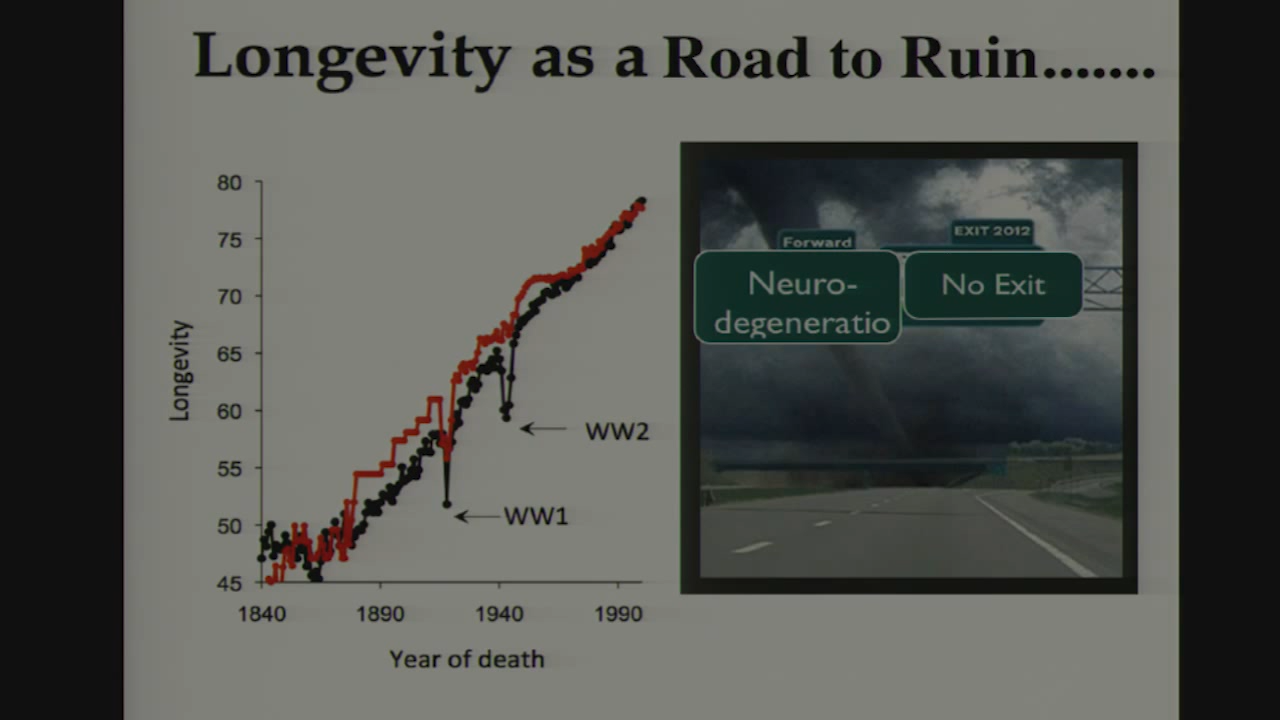 Longevity as a Road to Ruin.......
80
75
70
65
60
55
50
45
Longevity
1840
1890
1940
1990
Year of death
WW2
WW1
Forward
EXIT 2012
Neuro-
degeneratio
No Exit